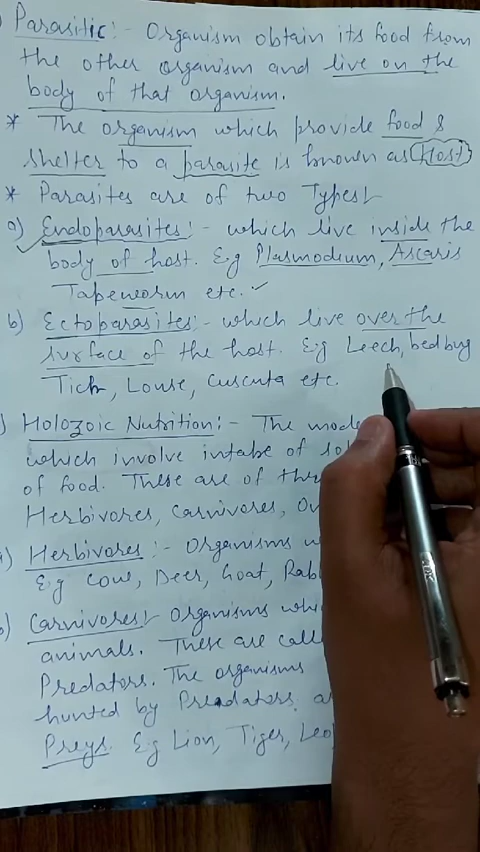 Parasitic:- Organism obtain its food from
the other organism and live on the
body of that organism.
* The organism which provide food &
shelter to a parasite is known as Host
* Parasites are of two Types:-
a) Endoparasites:- which live inside the
body of host. E.g Plasmodium, Ascaris
Tapeworm etc.
b) Ectoparasites:- which live over the
surface of the host. E.g Leech, bed bug
Tick, Louse, Cuscuta etc.
) Holozoic Nutrition:- The mode
which involve intake of
of food. These are of
Herbivores, Carnivores,
) Herbivores:- Organisms
E.g Cow, Deer, Goat,
) Carnivores:- Organisms
animals. These are
Predators. The organisms
hunted by Predators
Preys. E.g Lion, Tiger,